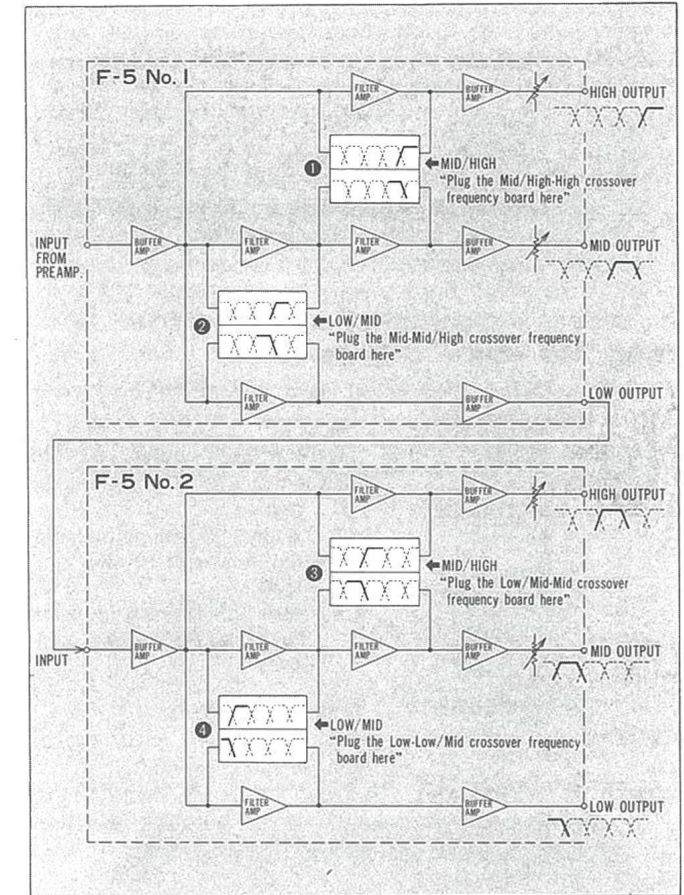 F-5 No.1
FILTER AMP
BUFFER AMP
HIGH OUTPUT
1
MID/HIGH
"Plug the Mid/High-High crossover
frequency board here"
INPUT
FROM
PREAMP.
BUFFER AMP
FILTER AMP
FILTER AMP
BUFFER AMP
MID OUTPUT
2
LOW/MID
"Plug the Mid-Mid/High crossover frequency
board here"
FILTER AMP
BUFFER AMP
LOW OUTPUT
F-5 No.2
FILTER AMP
BUFFER AMP
HIGH OUTPUT
3
MID/HIGH
"Plug the Low/Mid-Mid crossover
frequency board here"
INPUT
BUFFER AMP
FILTER AMP
FILTER AMP
BUFFER AMP
MID OUTPUT
4
LOW/MID
"Plug the Low-Low/Mid crossover frequency
board here"
FILTER AMP
BUFFER AMP
LOW OUTPUT